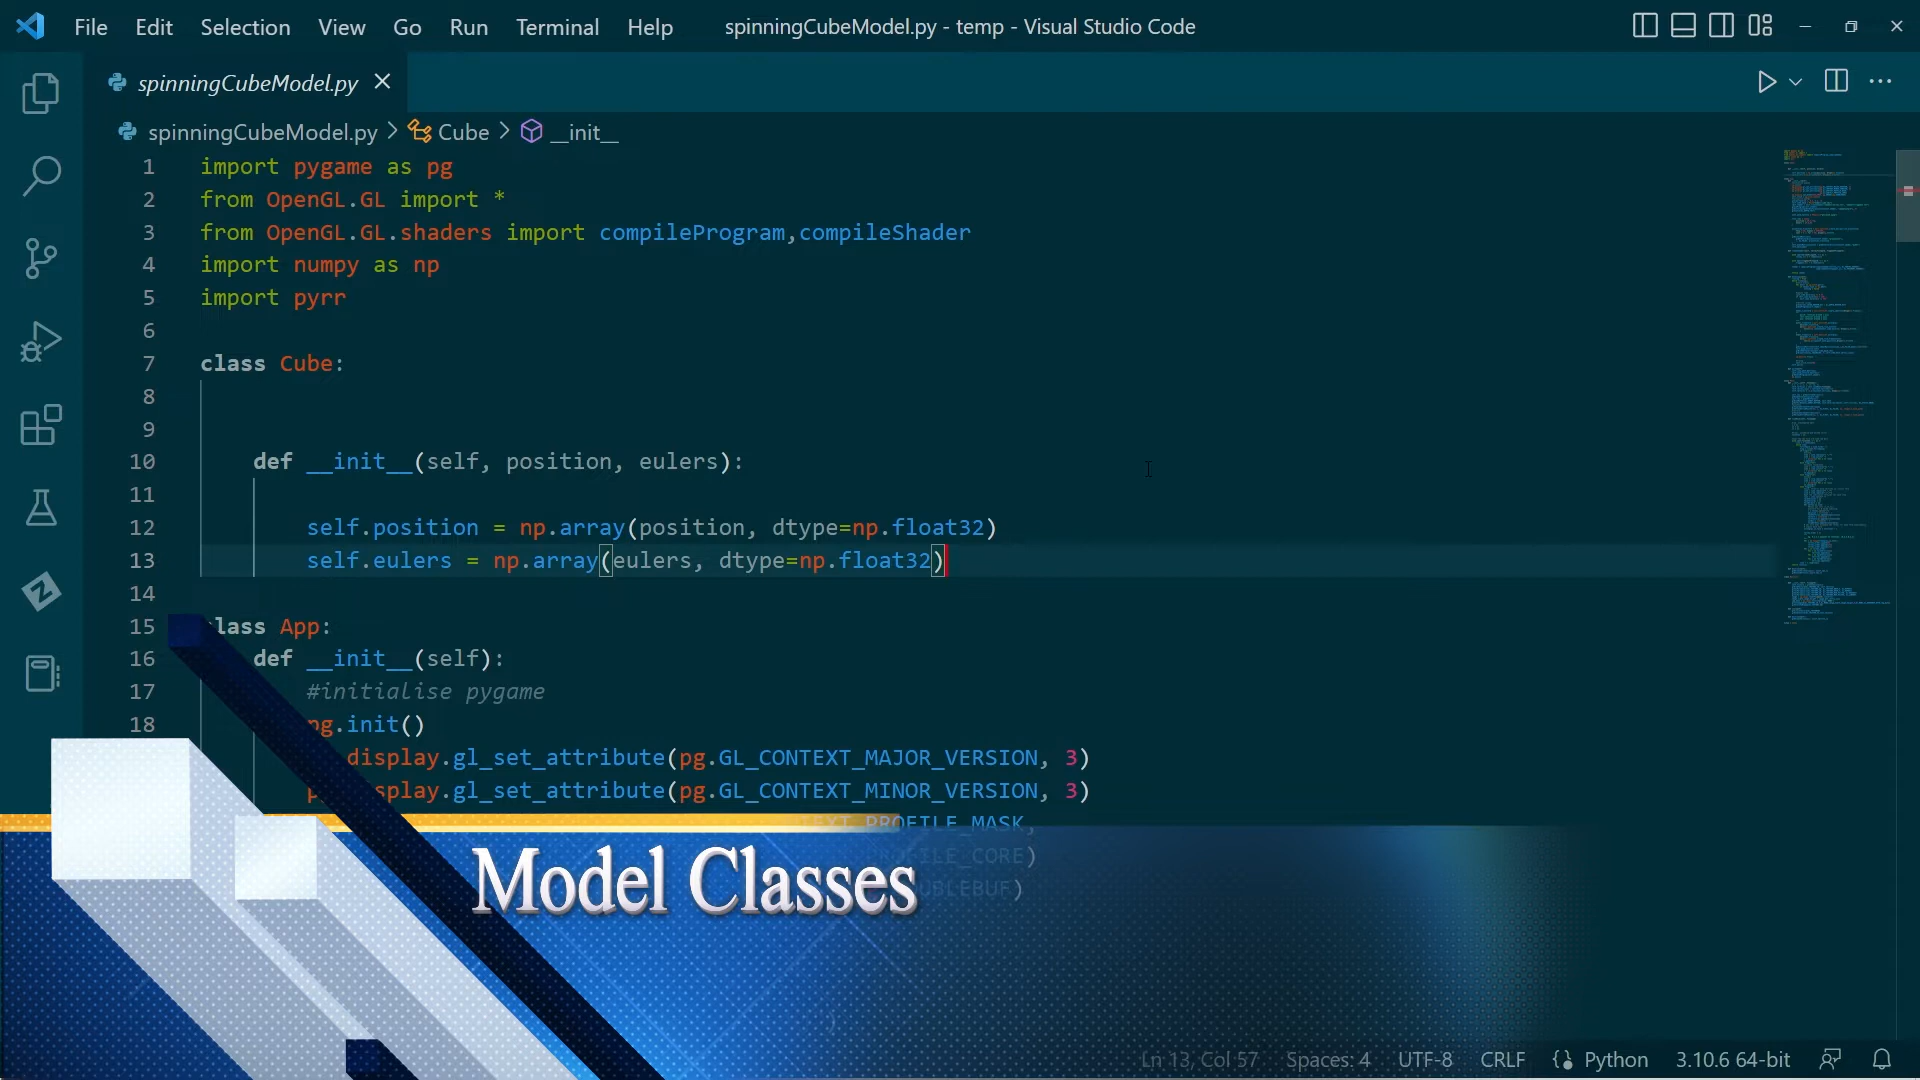 File Edit Selection View Go Run Terminal Help spinningCubeModel.py - temp - Visual Studio Code
spinningCubeModel.py
spinningCubeModel.py > Cube > __init__
1 import pygame as pg
2 from OpenGL.GL import *
3 from OpenGL.GL.shaders import compileProgram,compileShader
4 import numpy as np
5 import pyrr
6
7 class Cube:
8
9
10 def __init__(self, position, eulers):
11
12 self.position = np.array(position, dtype=np.float32)
13 self.eulers = np.array(eulers, dtype=np.float32)
14
15 class App:
16 def __init__(self):
17 #initialise pygame
18 pg.init()
display.gl_set_attribute(pg.GL_CONTEXT_MAJOR_VERSION, 3)
splay.gl_set_attribute(pg.GL_CONTEXT_MINOR_VERSION, 3)
TEXT_PROFILE_MASK,
ILE_CORE)
UBLEBUF)
Model Classes
Ln 13, Col 57 Spaces: 4 UTF-8 CRLF Python 3.10.6 64-bit